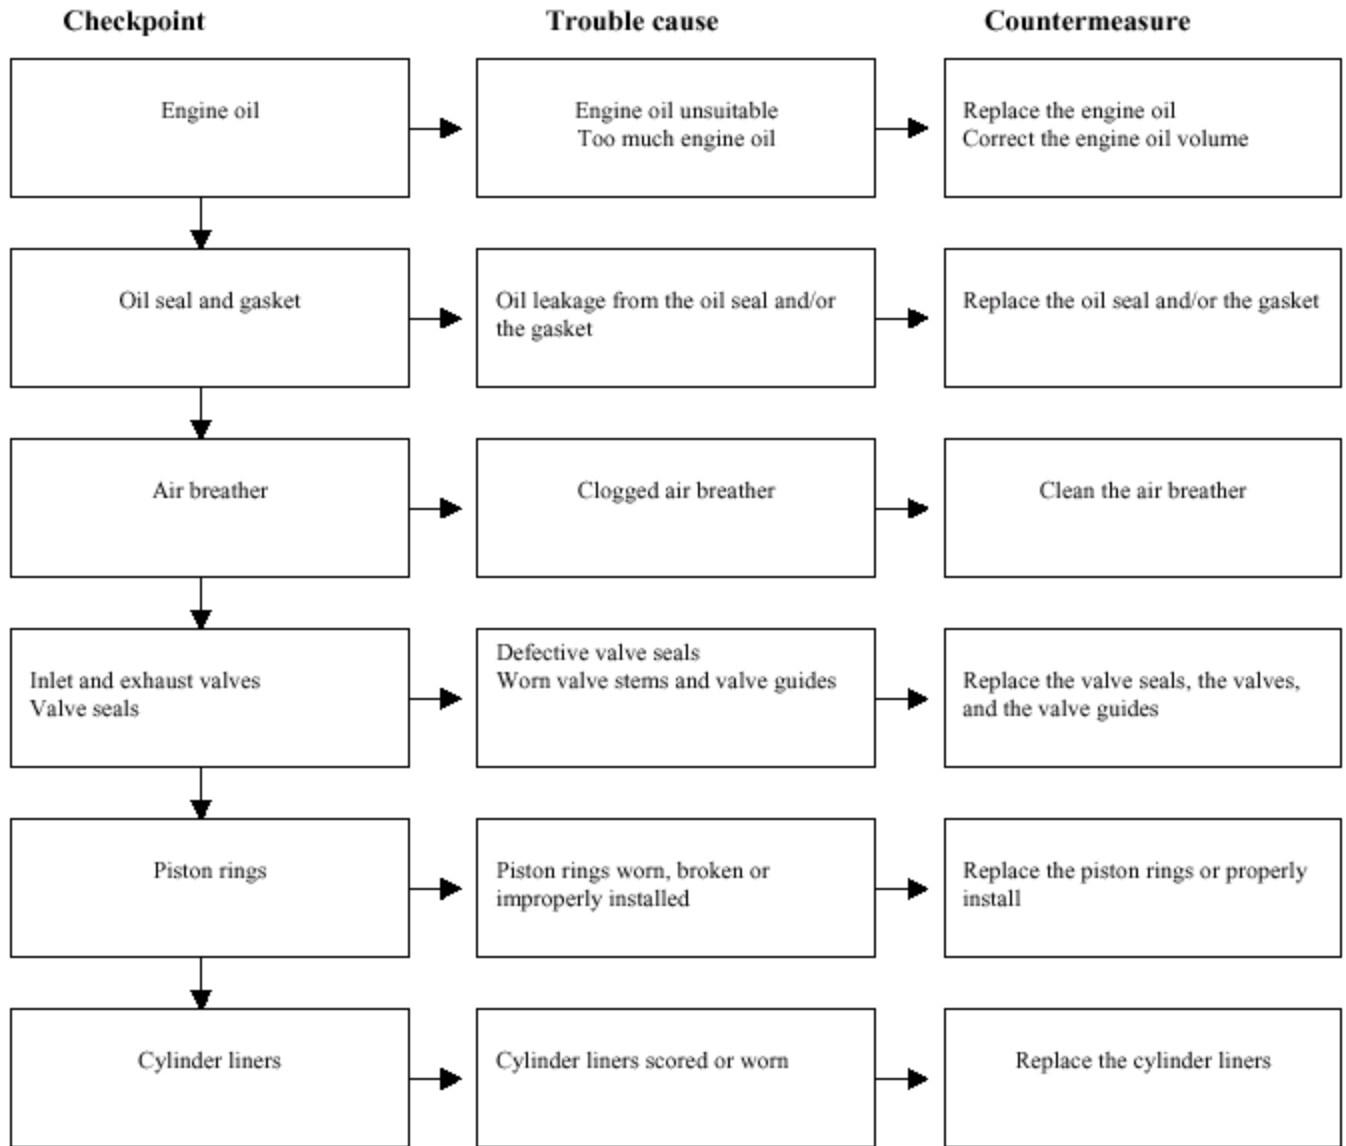 Checkpoint
Trouble cause
Countermeasure
Engine oil
Engine oil unsuitable
Too much engine oil
Replace the engine oil
Correct the engine oil volume
Oil seal and gasket
Oil leakage from the oil seal and/or
the gasket
Replace the oil seal and/or the gasket
Air breather
Clogged air breather
Clean the air breather
Inlet and exhaust valves
Valve seals
Defective valve seals
Worn valve stems and valve guides
Replace the valve seals, the valves,
and the valve guides
Piston rings
Piston rings worn, broken or
improperly installed
Replace the piston rings or properly
install
Cylinder liners
Cylinder liners scored or worn
Replace the cylinder liners